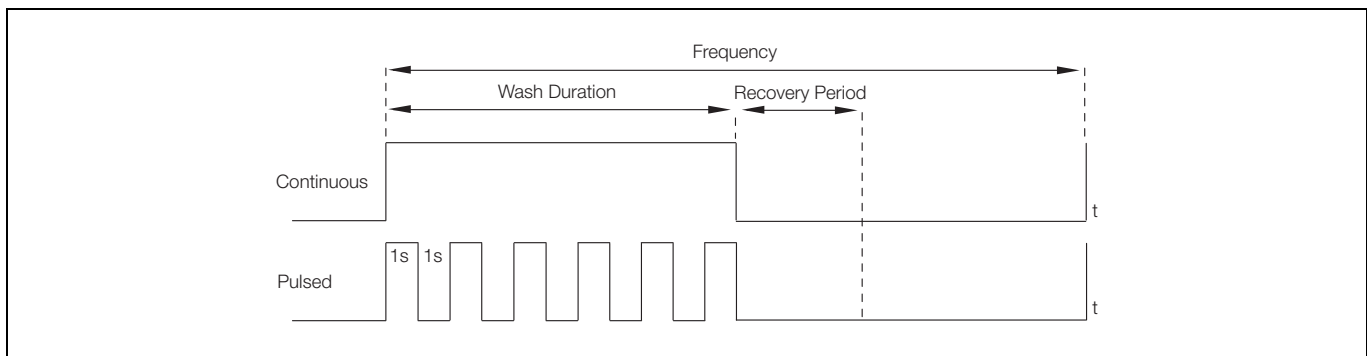 Frequency
Wash Duration
Recovery Period
Continuous
t
1s 1s
Pulsed
t